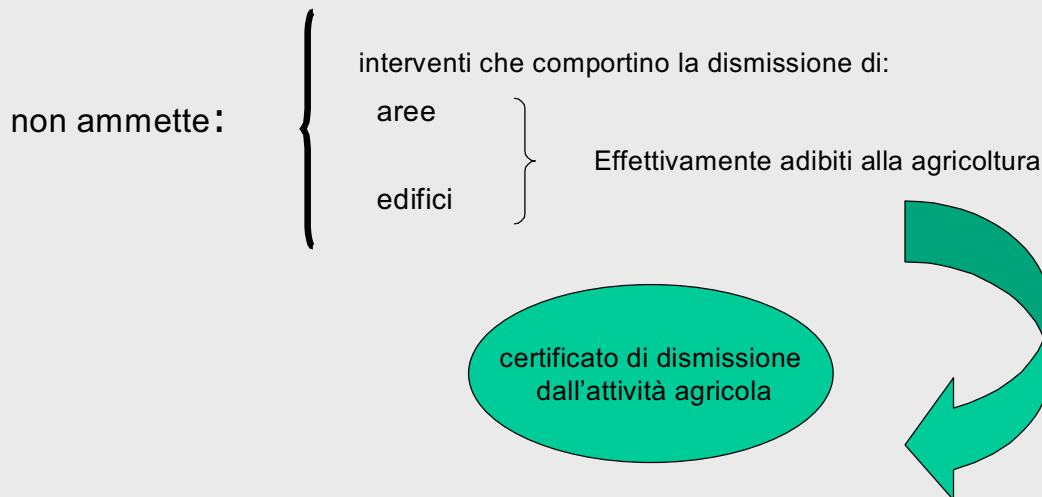 interventi che comportino la dismissione di:
non ammette:
aree
edifici
Effettivamente adibiti alla agricoltura
certificato di dismissione
dall’attività agricola